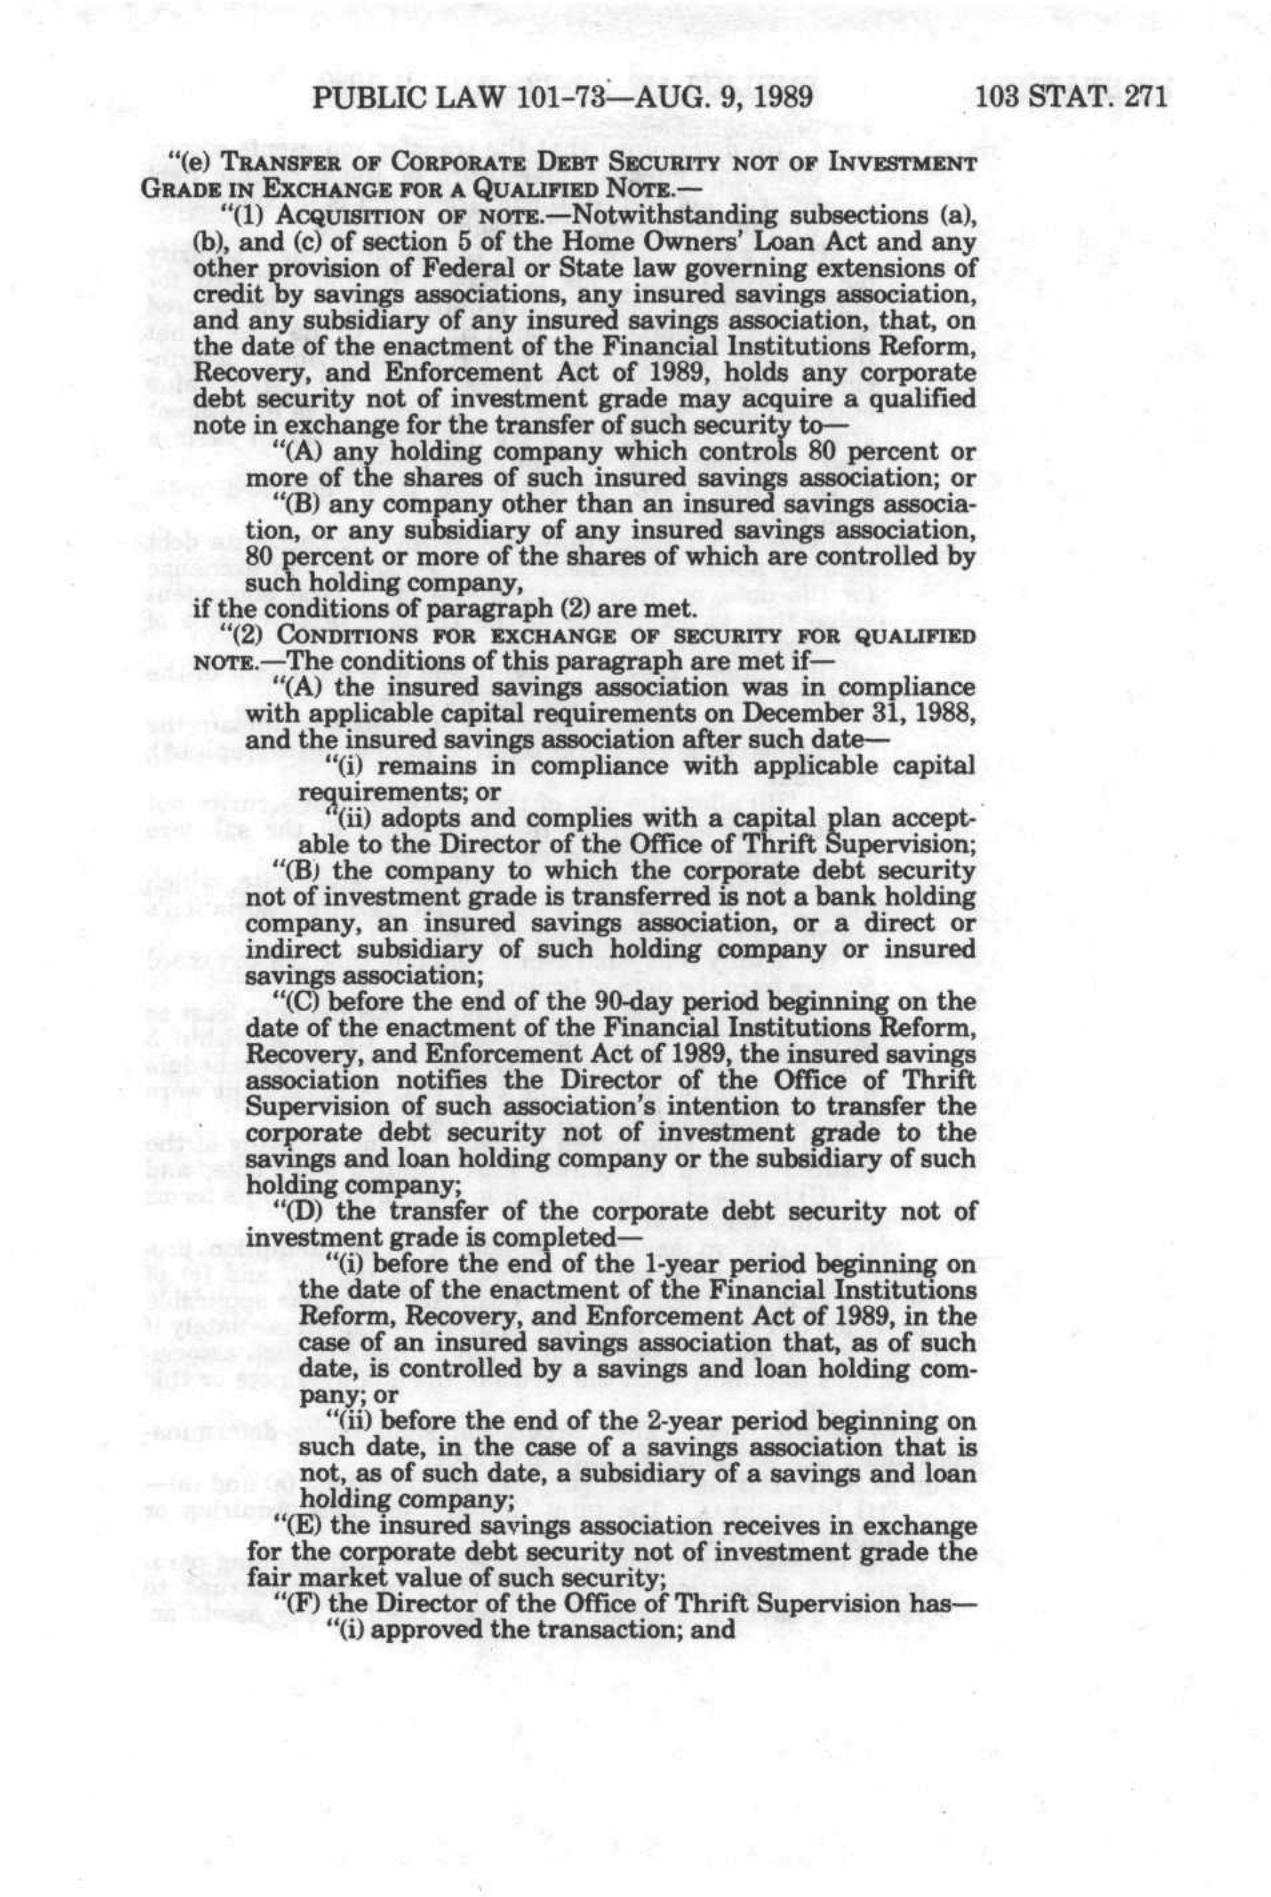 PUBLIC LAW 101-73—AUG. 9, 1989 103 STAT. 271
"(e) TRANSFER OF CORPORATE DEBT SECURITY NOT OF INVESTMENT
GRADE IN EXCHANGE FOR A QUALIFIED NOTE.—
"(1) ACQUISITION OF NOTE.—Notwithstanding subsections (a),
(b), and (c) of section 5 of the Home Owners' Loan Act and any
other provision of Federal or State law governing extensions of
credit by savings associations, any insured savings association,
and any subsidiary of any insured savings association, that, on
the date of the enactment of the Financial Institutions Reform,
Recovery, and Enforcement Act of 1989, holds any corporate
debt security not of investment grade may acquire a qualified
note in exchange for the transfer of such security to—
"(A) any holding company which controls 80 percent or
more of the shares of such insured savings association; or
"(B) any company other than an insured savings associa-
tion, or any subsidiary of any insured savings association,
80 percent or more of the shares of which are controlled by
such holding company,
if the conditions of paragraph (2) are met.
"(2) CONDITIONS FOR EXCHANGE OF SECURITY FOR QUALIFIED
NOTE.—The conditions of this paragraph are met if—
"(A) the insured savings association was in compliance
with applicable capital requirements on December 31, 1988,
and the insured savings association after such date—
"(i) remains in compliance with applicable capital
requirements; or
"(ii) adopts and complies with a capital plan accept-
able to the Director of the Office of Thrift Supervision;
"(B) the company to which the corporate debt security
not of investment grade is transferred is not a bank holding
company, an insured savings association, or a direct or
indirect subsidiary of such holding company or insured
savings association;
"(C) before the end of the 90-day period beginning on the
date of the enactment of the Financial Institutions Reform,
Recovery, and Enforcement Act of 1989, the insured savings
association notifies the Director of the Office of Thrift
Supervision of such association's intention to transfer the
corporate debt security not of investment grade to the
savings and loan holding company or the subsidiary of such
holding company;
"(D) the transfer of the corporate debt security not of
investment grade is completed—
"(i) before the end of the 1-year period beginning on
the date of the enactment of the Financial Institutions
Reform, Recovery, and Enforcement Act of 1989, in the
case of an insured savings association that, as of such
date, is controlled by a savings and loan holding com-
pany; or
"(ii) before the end of the 2-year period beginning on
such date, in the case of a savings association that is
not, as of such date, a subsidiary of a savings and loan
holding company;
"(E) the insured savings association receives in exchange
for the corporate debt security not of investment grade the
fair market value of such security;
"(F) the Director of the Office of Thrift Supervision has—
"(i) approved the transaction; and